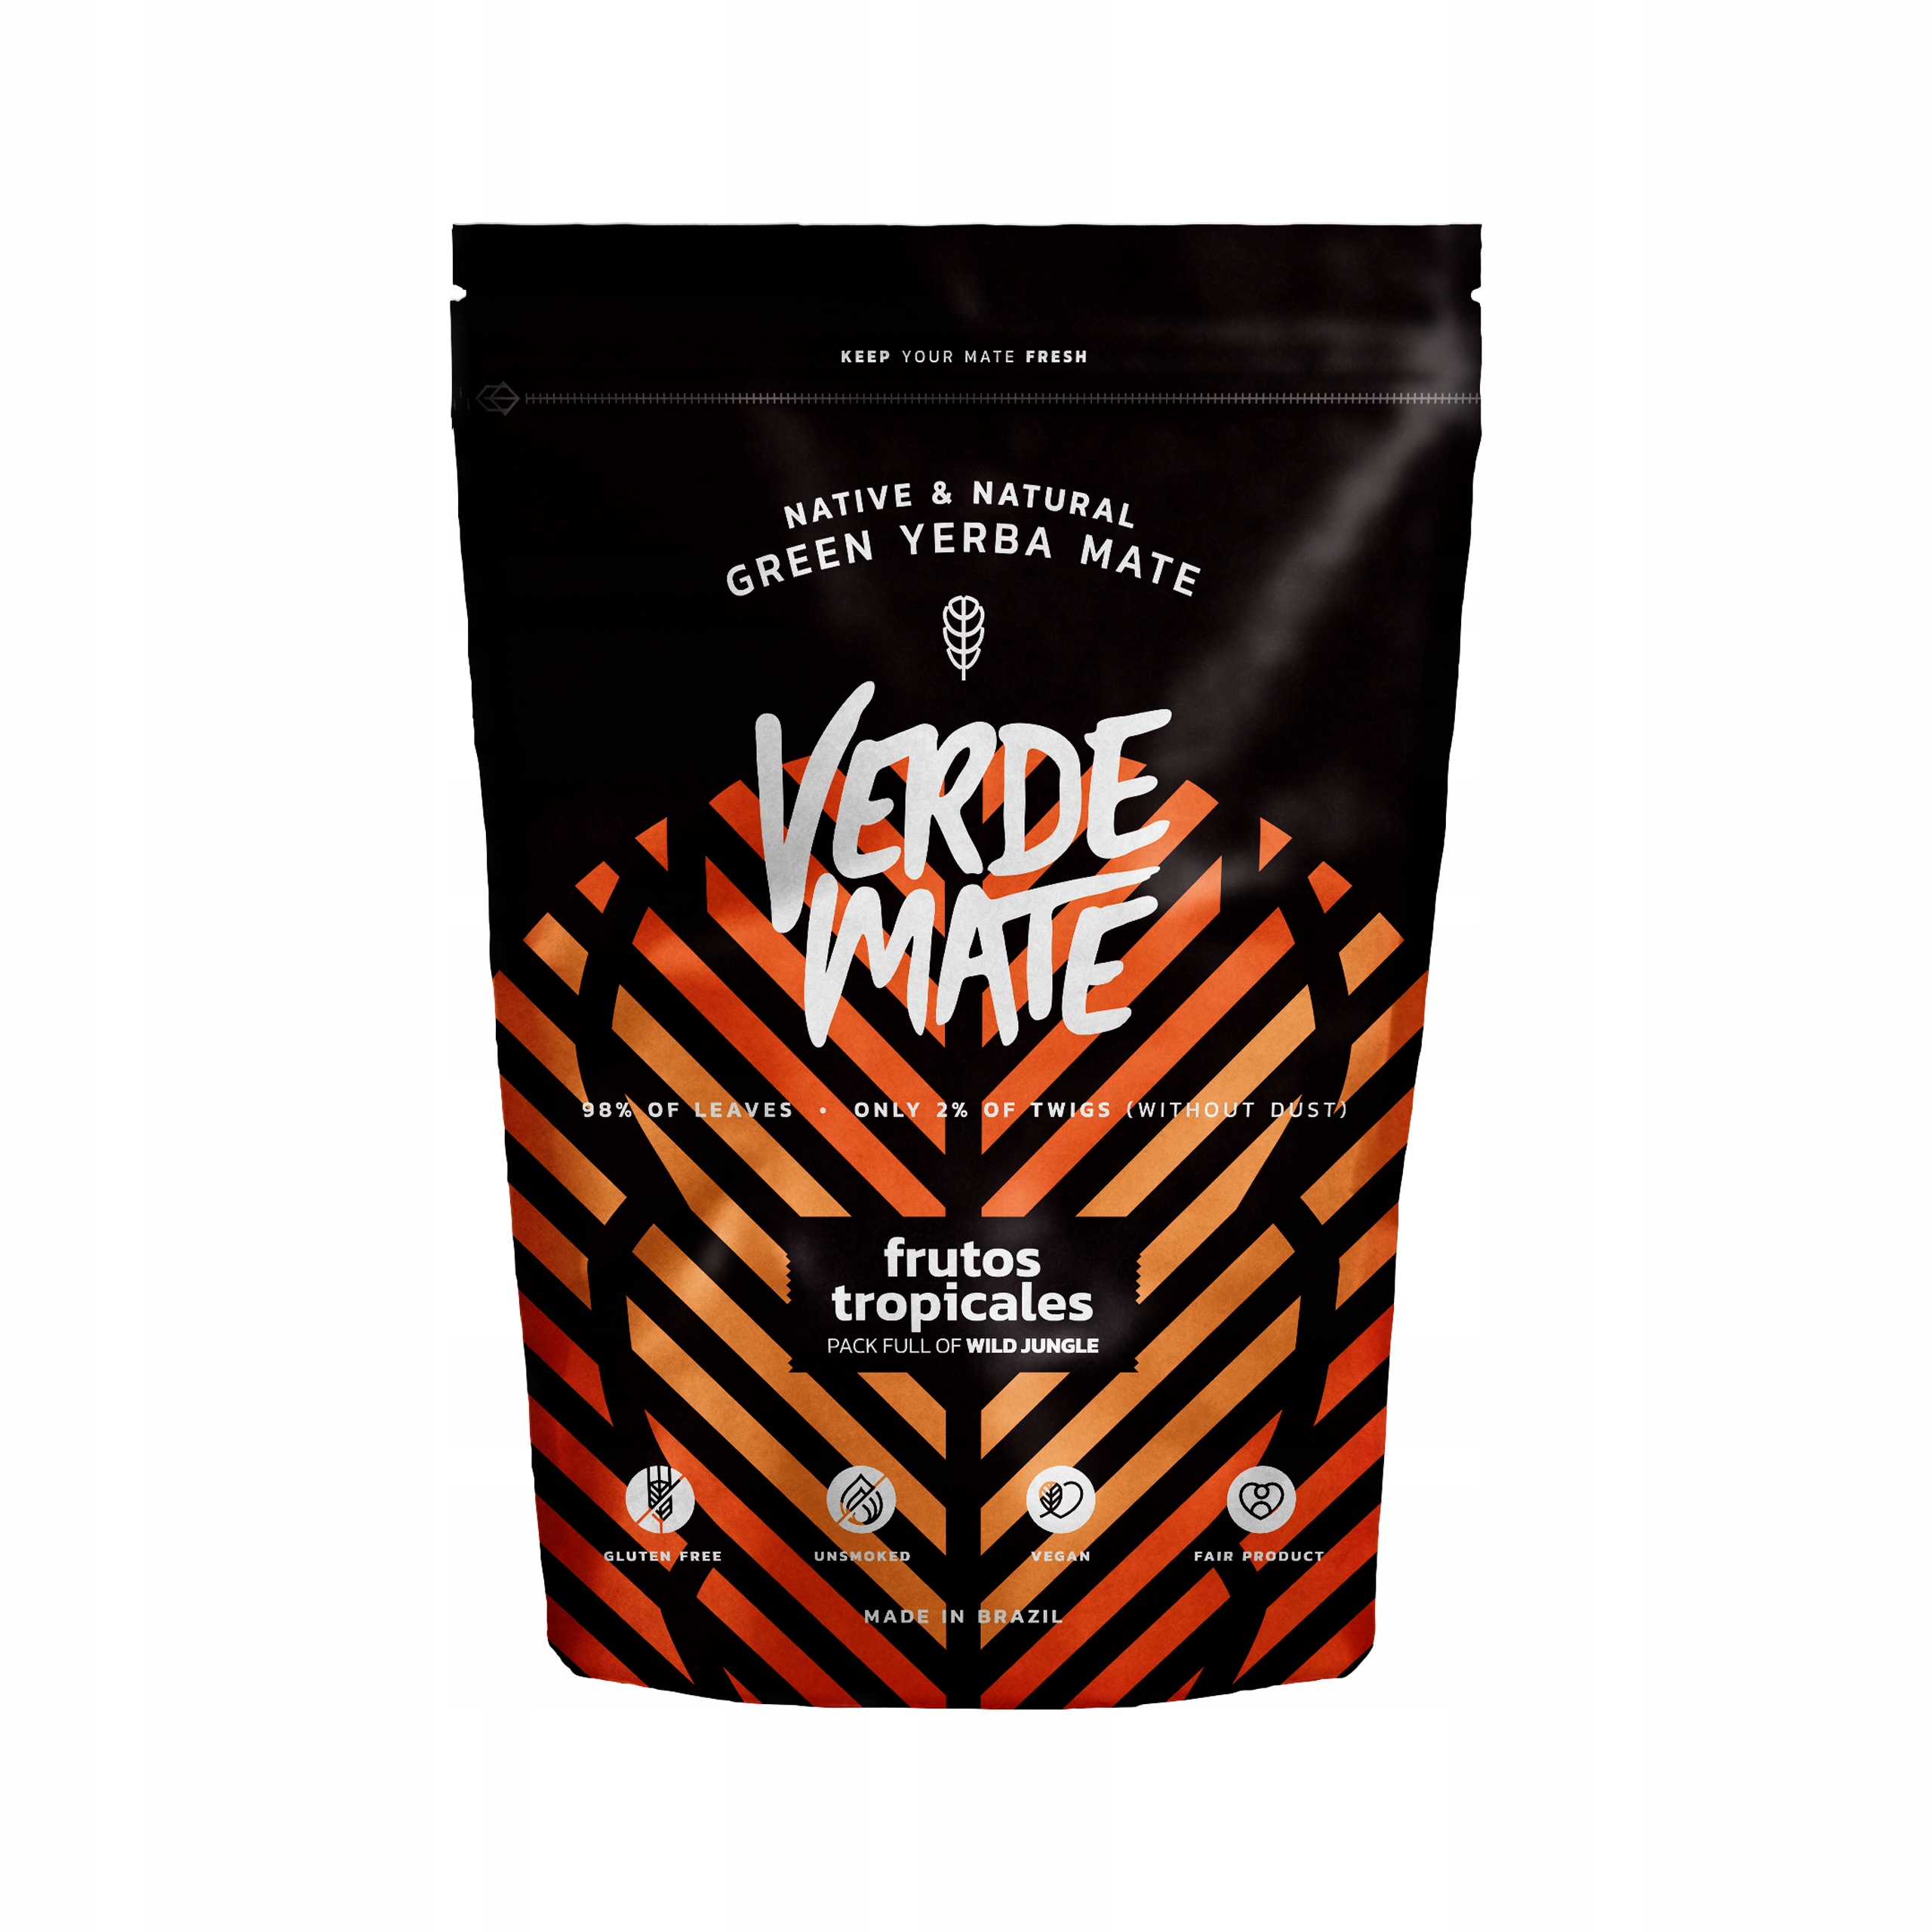 KEEP YOUR MATE FRESH
NATIVE & NATURAL
GREEN YERBA MATE
VERDE
MATE
98% OF LEAVES • ONLY 2% OF TWIGS (WITHOUT DUST)
frutos
tropicales
PACK FULL OF WILD JUNGLE
GLUTEN FREE
UNSMOKED
VEGAN
FAIR PRODUCT
MADE IN BRAZIL